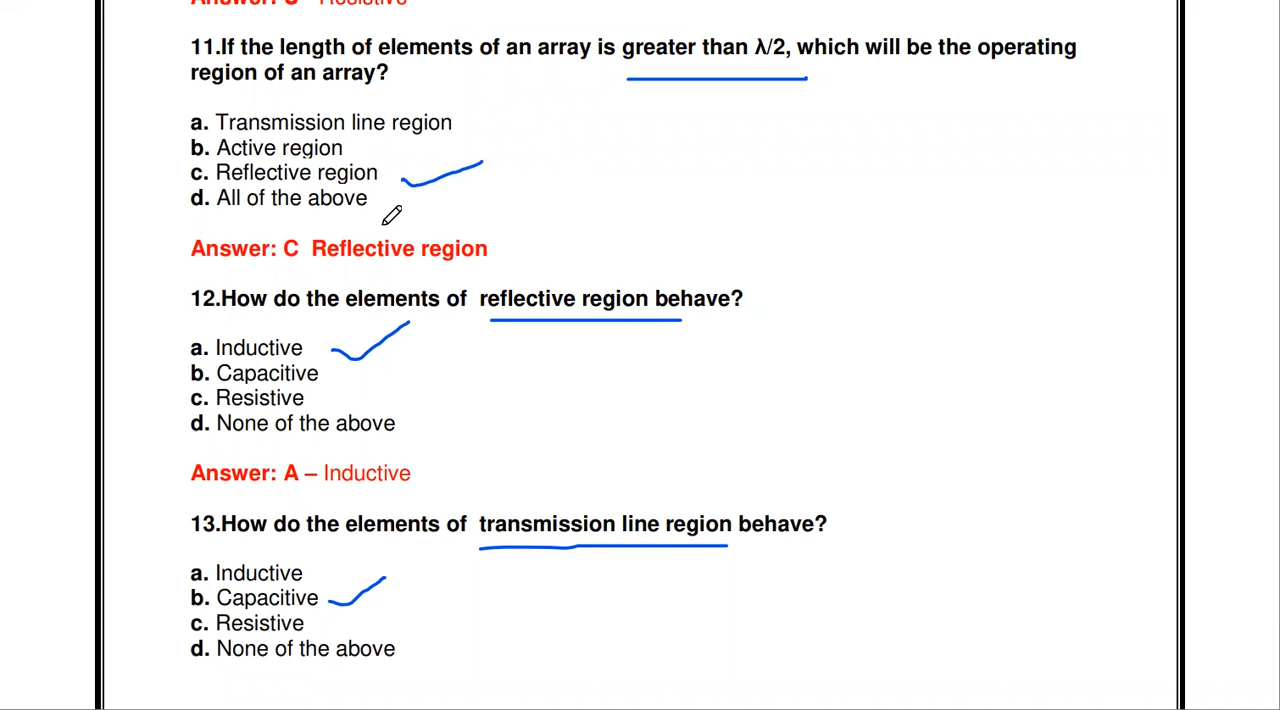 Answer: C – Resistive
11.If the length of elements of an array is greater than λ/2, which will be the operating
region of an array?
a. Transmission line region
b. Active region
c. Reflective region
d. All of the above
Answer: C  Reflective region
12.How do the elements of  reflective region behave?
a. Inductive
b. Capacitive
c. Resistive
d. None of the above
Answer: A – Inductive
13.How do the elements of  transmission line region behave?
a. Inductive
b. Capacitive
c. Resistive
d. None of the above